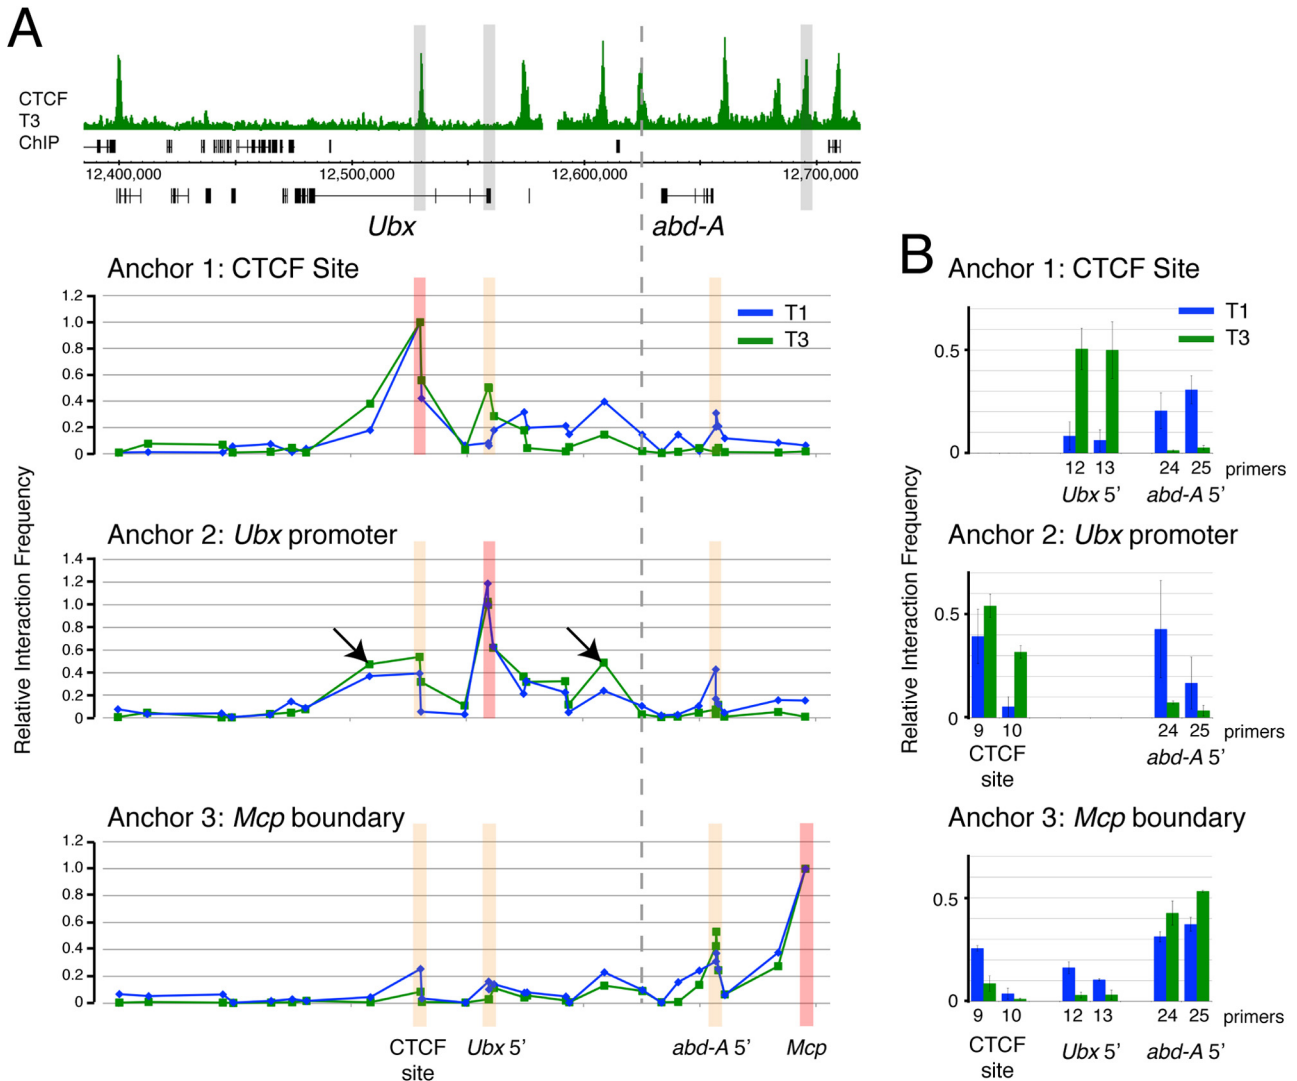 A
CTCF
T3
ChIP
12,400,000 12,500,000 12,600,000 12,700,000
Ubx abd-A
Relative Interaction Frequency
Anchor 1: CTCF Site
1.2
1.0
0.8
0.6
0.4
0.2
0
T1
T3
Anchor 2: Ubx promoter
1.4
1.2
1.0
0.8
0.6
0.4
0.2
0
Anchor 3: Mcp boundary
1.2
1.0
0.8
0.6
0.4
0.2
0
CTCF site Ubx 5’ abd-A 5’ Mcp
B
Relative Interaction Frequency
Anchor 1: CTCF Site
T1
T3
0.5
0
12 13 24 25 primers
Ubx 5’ abd-A 5’
Anchor 2: Ubx promoter
0.5
0
9 10 24 25 primers
CTCF site abd-A 5’
Anchor 3: Mcp boundary
0.5
0
9 10 12 13 24 25 primers
CTCF site Ubx 5’ abd-A 5’